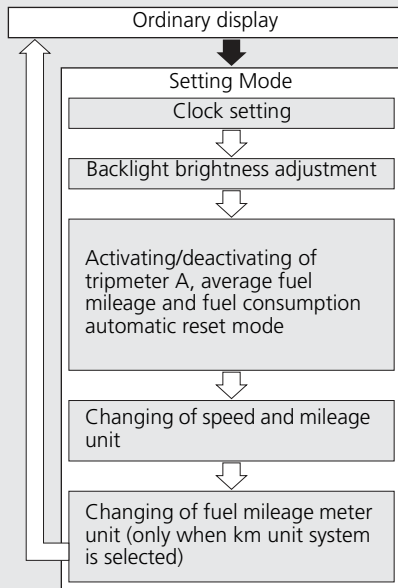 Ordinary display
Setting Mode
Clock setting
Backlight brightness adjustment
Activating/deactivating of
tripmeter A, average fuel
mileage and fuel consumption
automatic reset mode
Changing of speed and mileage
unit
Changing of fuel mileage meter
unit (only when km unit system
is selected)